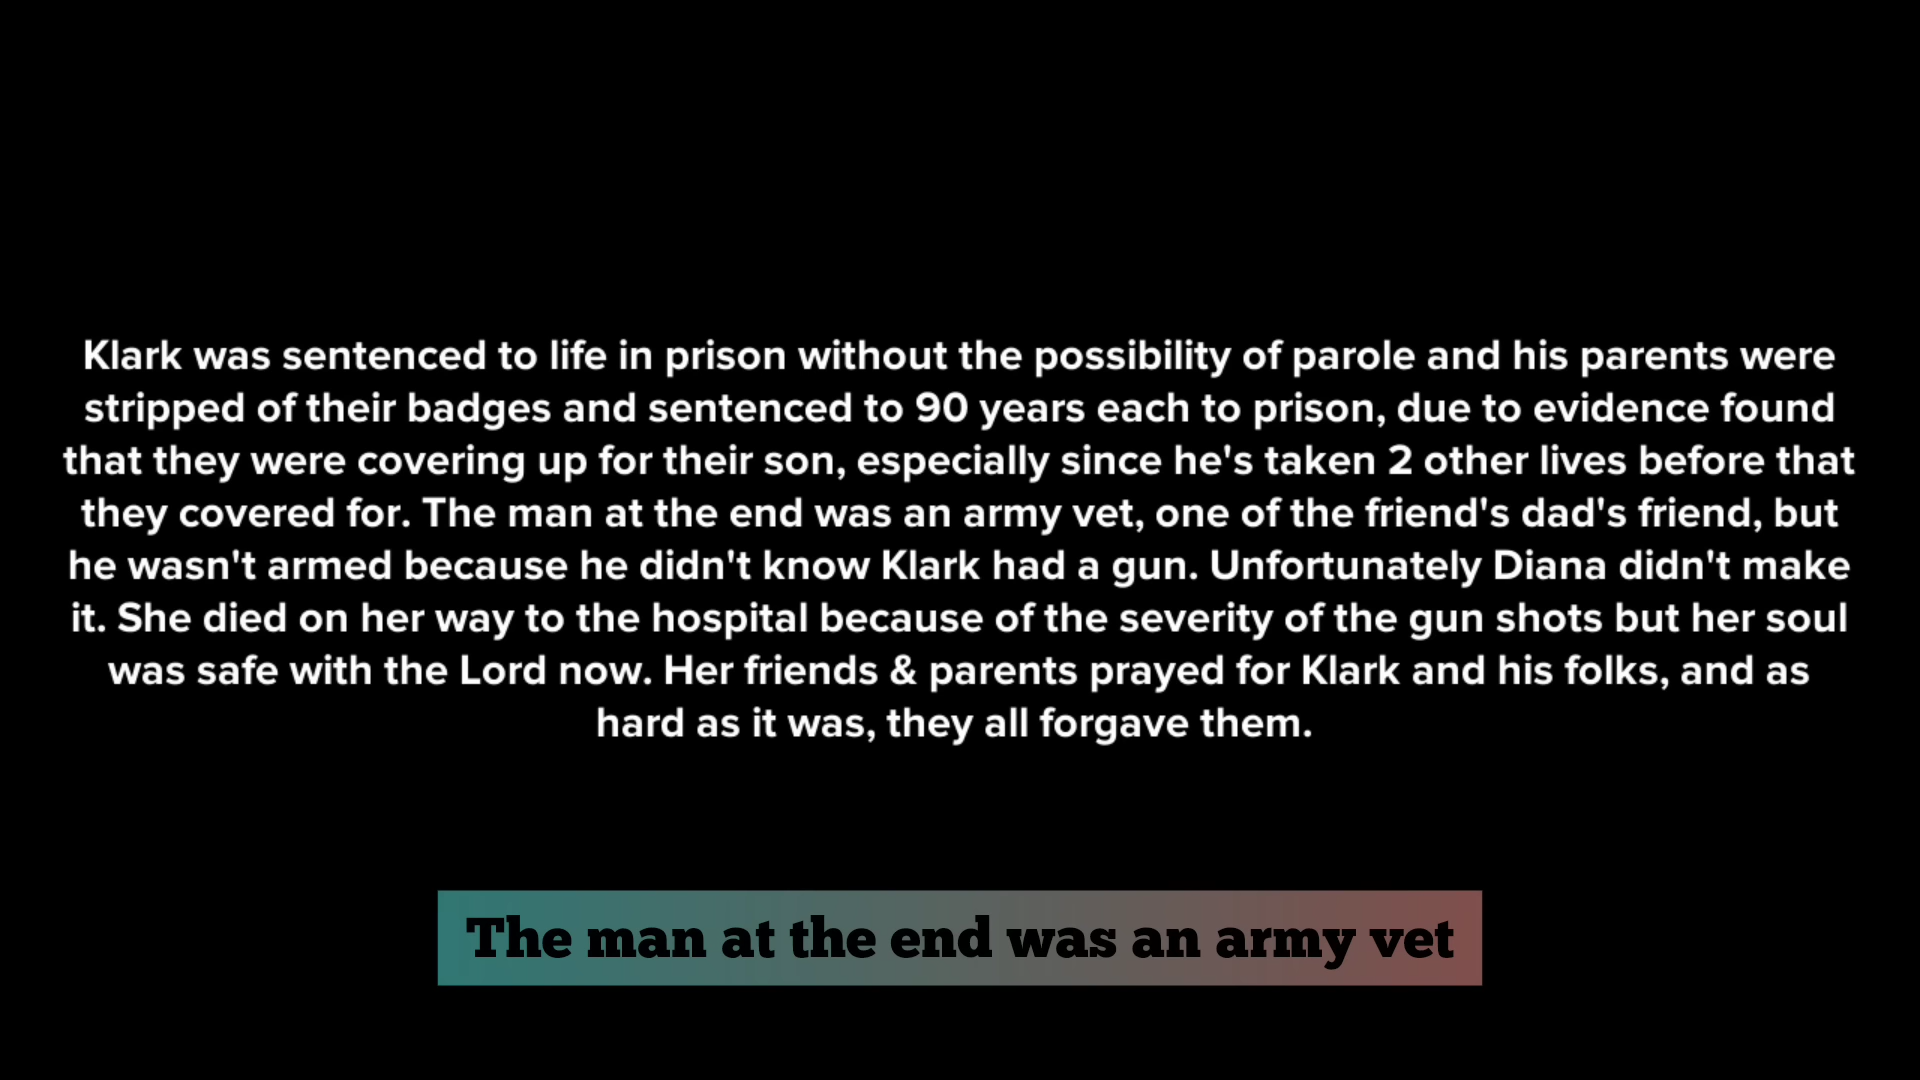 Klark was sentenced to life in prison without the possibility of parole and his parents were
stripped of their badges and sentenced to 90 years each to prison, due to evidence found
that they were covering up for their son, especially since he's taken 2 other lives before that
they covered for. The man at the end was an army vet, one of the friend's dad's friend, but
he wasn't armed because he didn't know Klark had a gun. Unfortunately Diana didn't make
it. She died on her way to the hospital because of the severity of the gun shots but her soul
was safe with the Lord now. Her friends & parents prayed for Klark and his folks, and as
hard as it was, they all forgave them.
The man at the end was an army vet